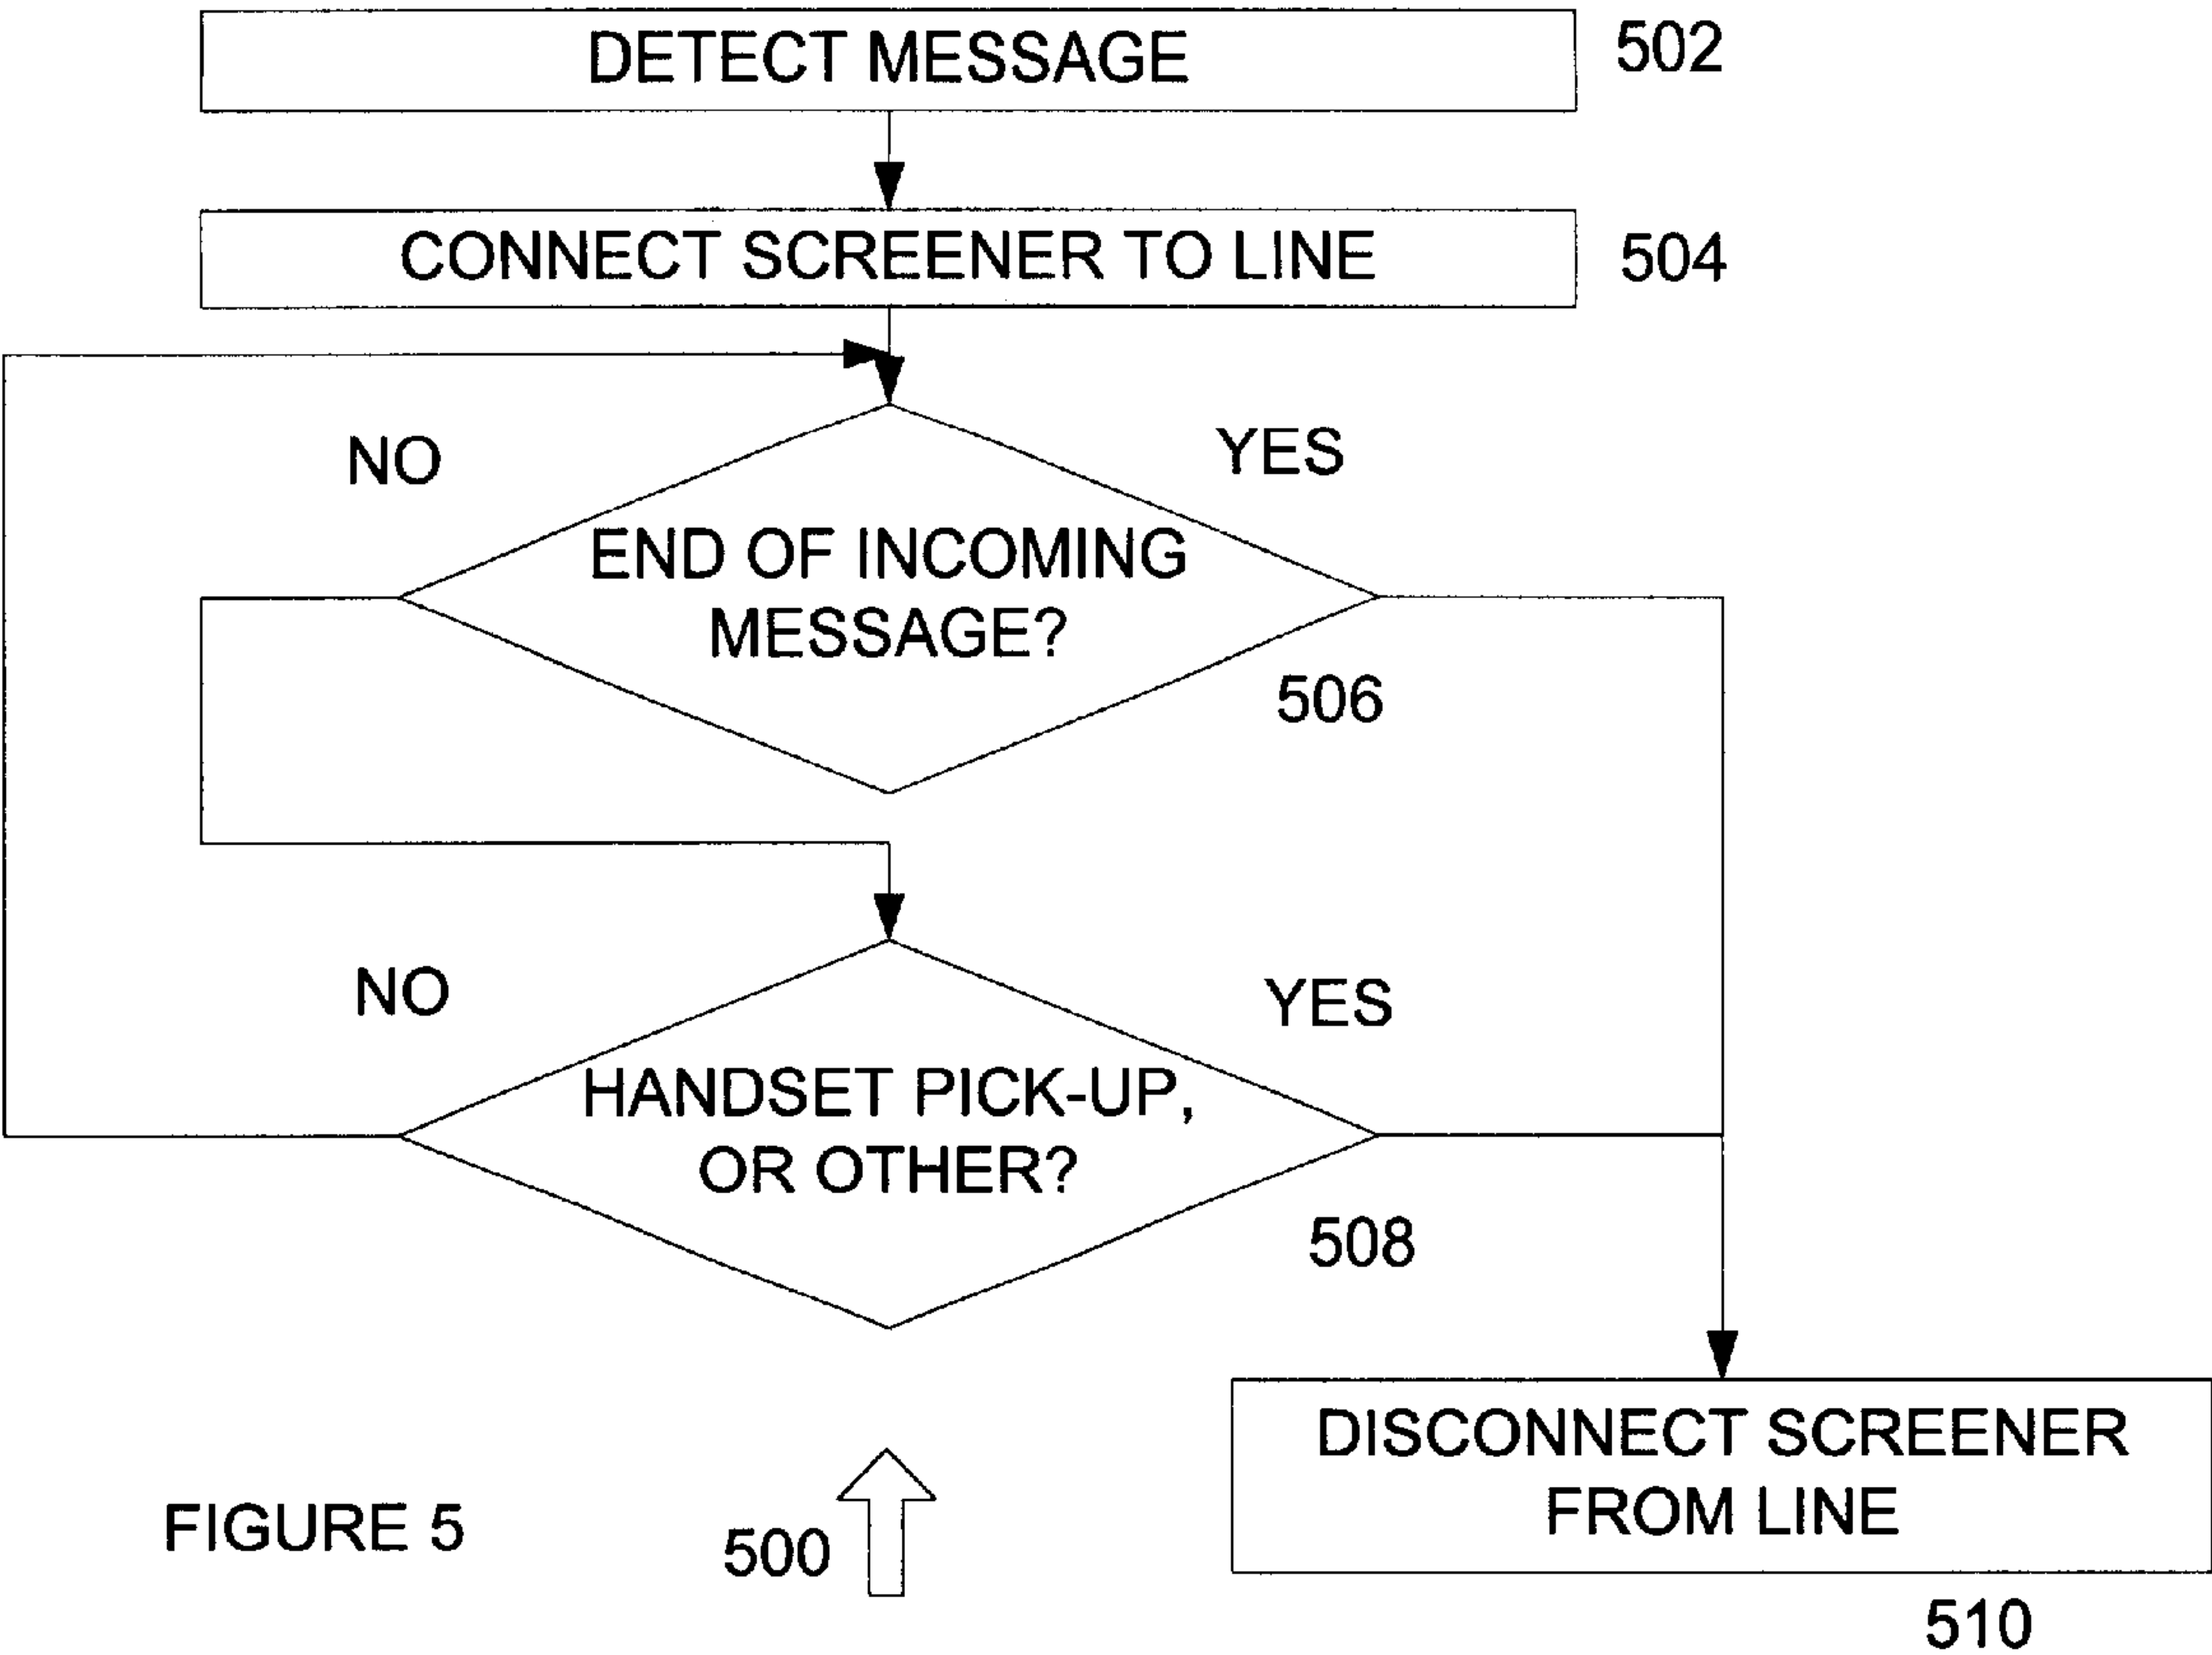 DETECT MESSAGE
502
CONNECT SCREENER TO LINE
504
NO
YES
END OF INCOMING
MESSAGE?
506
NO
YES
HANDSET PICK-UP,
OR OTHER?
508
DISCONNECT SCREENER
FROM LINE
510
FIGURE 5
500